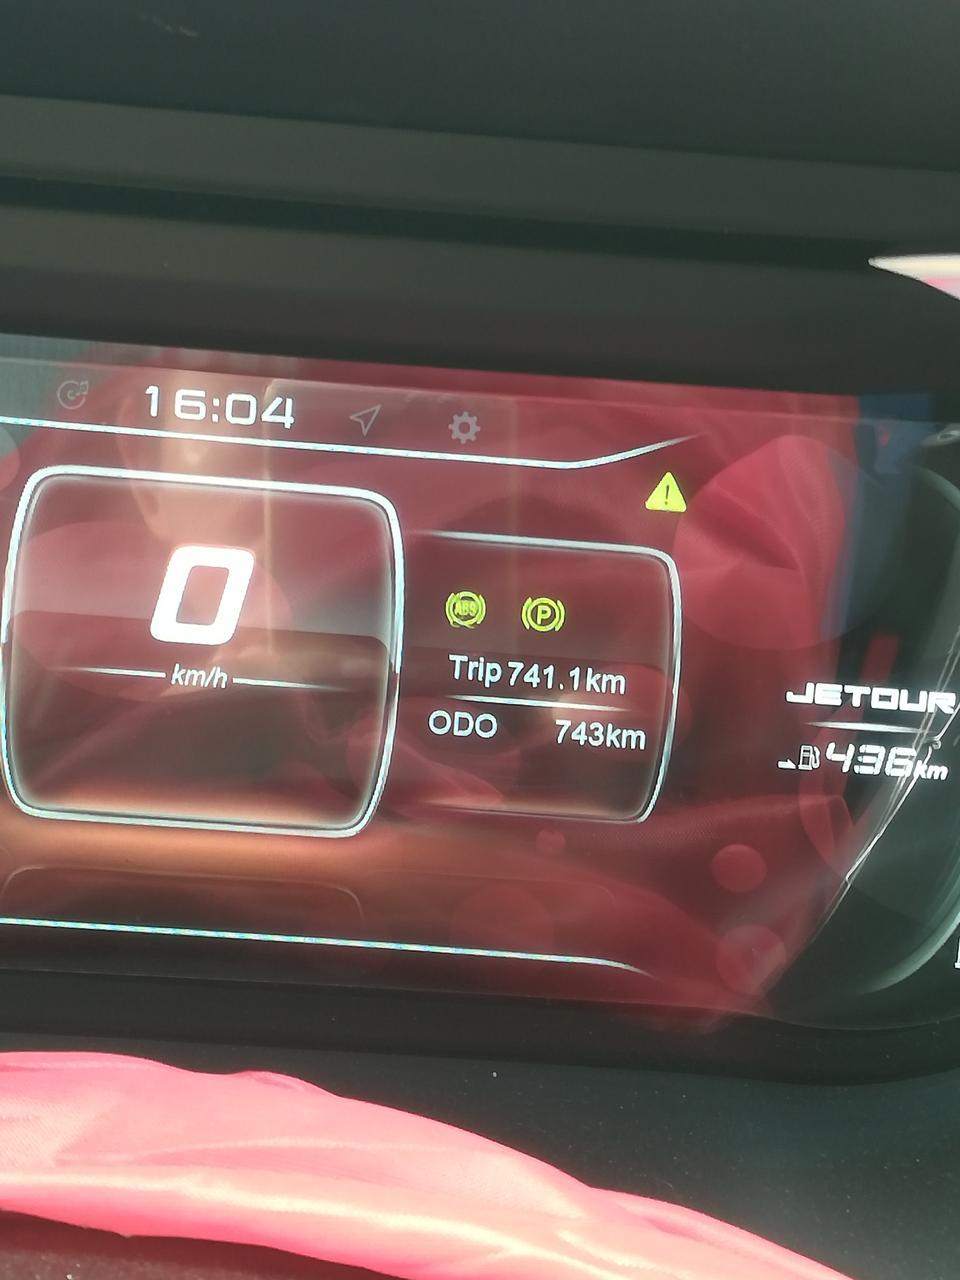 16:04
0
km/h
ABS
P
Trip 741.1km
ODO 743km
JETOUR
436km